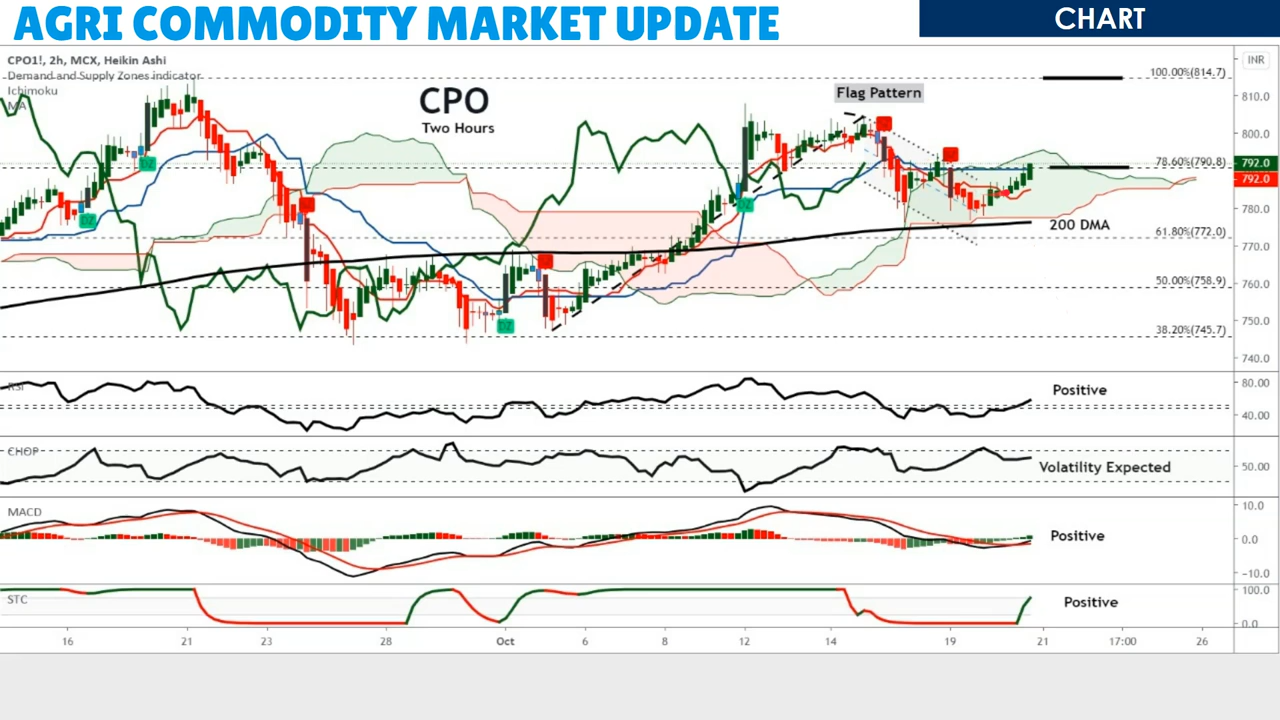 AGRI COMMODITY MARKET UPDATE
CHART
CPO1!, 2h, MCX, Heikin Ashi
Demand and Supply Zones indicator
Ichimoku
MA
CPO
Two Hours
Flag Pattern
INR
100.00%(814.7)
810.0
800.0
78.60%(790.8)
792.0
792.0
780.0
200 DMA
61.80%(772.0)
770.0
50.00%(758.9)
760.0
750.0
38.20%(745.7)
740.0
DZ
DZ
DZ
DZ
RSI
Positive
80.00
40.00
CHOP
Volatility Expected
50.00
MACD
Positive
10.0
0.0
-10.0
STC
Positive
100.0
0.0
16 21 23 28 Oct 6 8 12 14 19 21 17:00 26